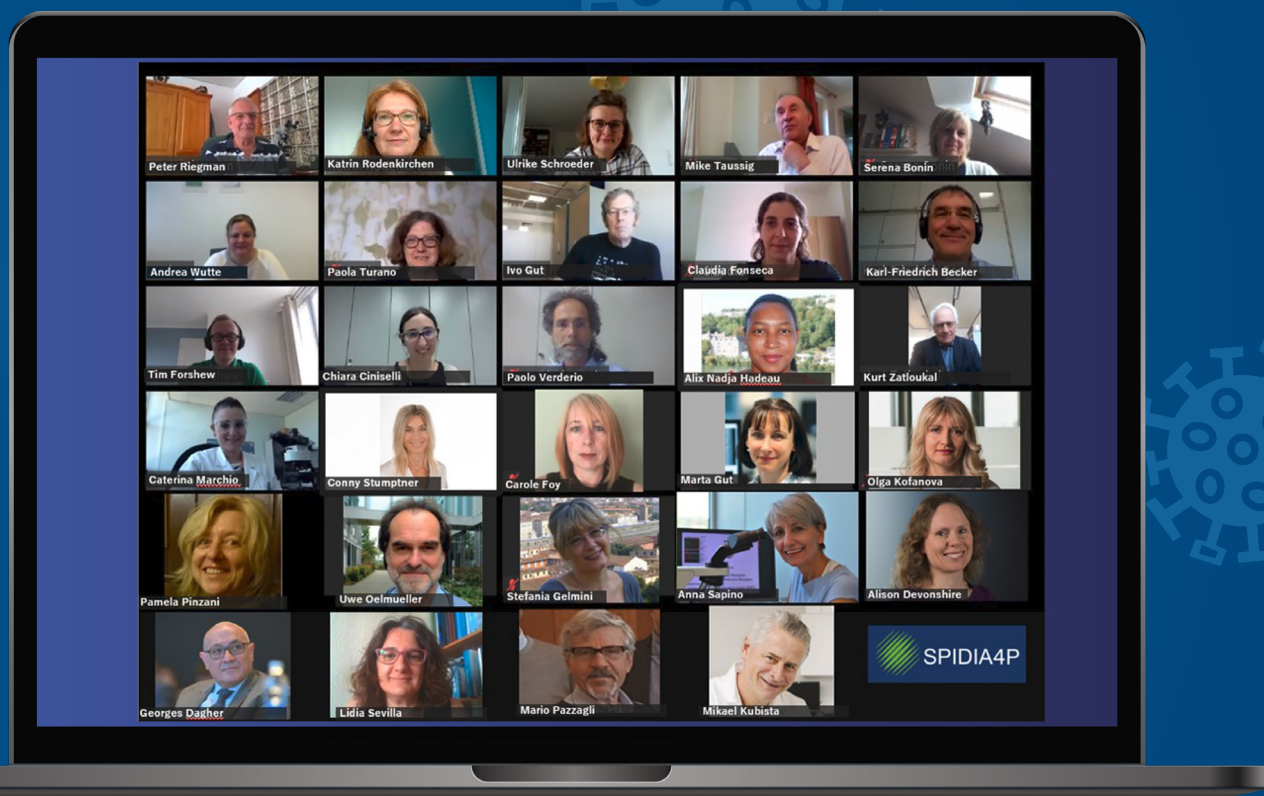 Peter Riegman
Katrin Rodenkirchen
Ulrike Schroeder
Mike Taussig
Serena Bonin
Andrea Wutte
Paola Turano
Ivo Gut
Claudia Fonseca
Karl-Friedrich Becker
Tim Forshew
Chiara Ciniselli
Paolo Verderio
Alix Nadja Hadeau
Kurt Zatloukal
Caterina Marchio
Conny Stumptner
Carole Foy
Marta Gut
Olga Kofanova
Pamela Pinzani
Uwe Oelmueller
Stefania Gelmini
Anna Sapino
Alison Devonshire
Georges Dagher
Lidia Sevilla
Mario Pazzagli
Mikael Kubista
SPIDIA4P